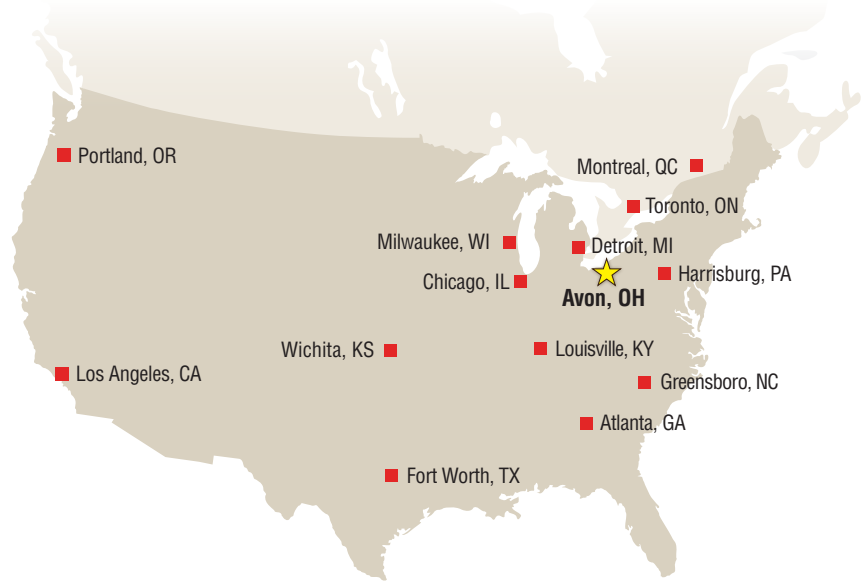 Portland, OR
Montreal, QC
Toronto, ON
Milwaukee, WI
Detroit, MI
Chicago, IL
Harrisburg, PA
Avon, OH
Wichita, KS
Louisville, KY
Los Angeles, CA
Greensboro, NC
Atlanta, GA
Fort Worth, TX